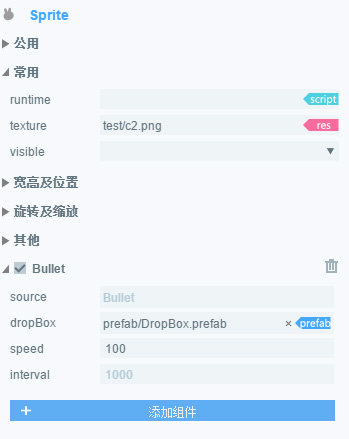 Sprite
公用
常用
runtime script
texture test/c2.png res
visible
宽高及位置
旋转及缩放
其他
Bullet
source Bullet
dropBox prefab/DropBox.prefab × prefab
speed 100
interval 1000
+ 添加组件